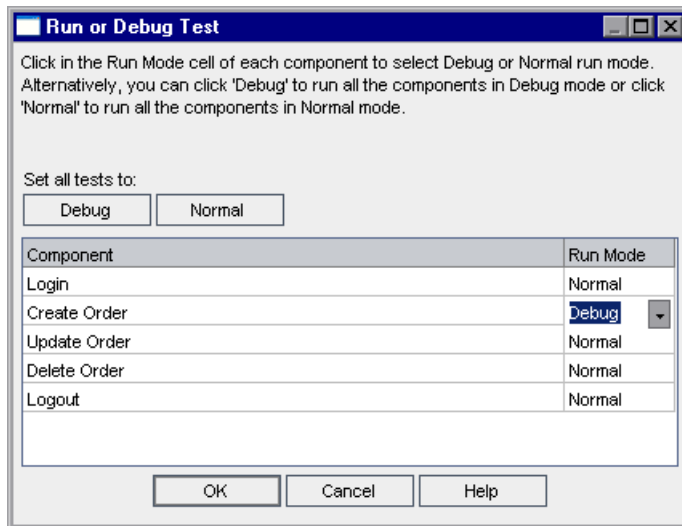 Run or Debug Test
Click in the Run Mode cell of each component to select Debug or Normal run mode.
Alternatively, you can click 'Debug' to run all the components in Debug mode or click
'Normal' to run all the components in Normal mode.
Set all tests to:
Debug Normal
Component Run Mode
Login Normal
Create Order Debug
Update Order Normal
Delete Order Normal
Logout Normal
OK Cancel Help